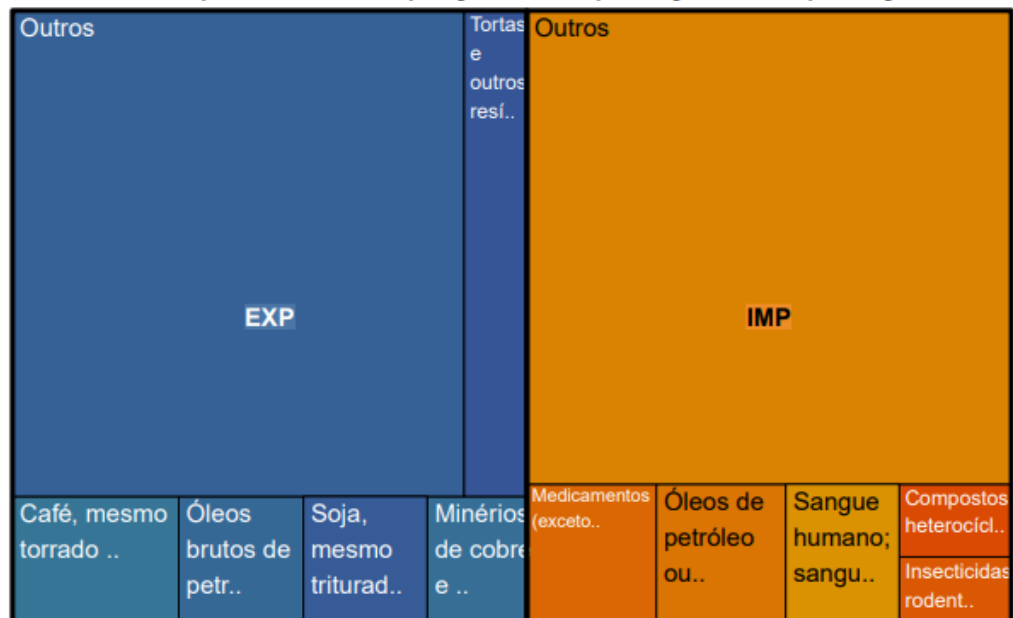 Outros
Tortas
e
outros
resí..
EXP
Café, mesmo
torrado ..
Óleos
brutos de
petr..
Soja,
mesmo
triturad..
Minérios
de cobre
e ..
Outros
IMP
Medicamentos
(exceto..
Óleos de
petróleo
ou..
Sangue
humano;
sangu..
Compostos
heterocícl..
Insecticidas
rodent..